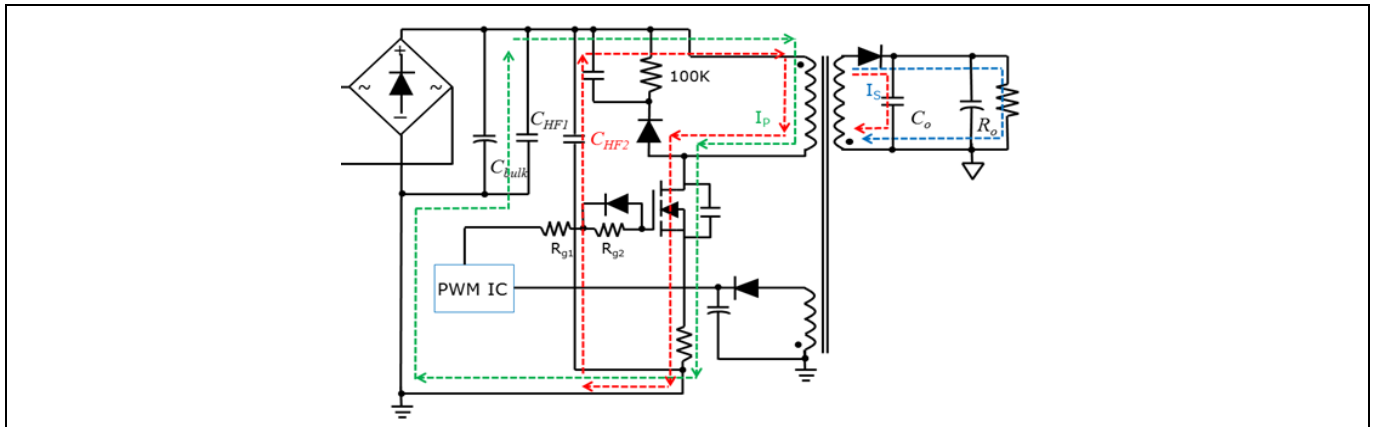 +
~
~
−
C_bulk
C_HF1
C_HF2
100K
I_P
I_S
C_o
R_o
R_g1
R_g2
PWM IC